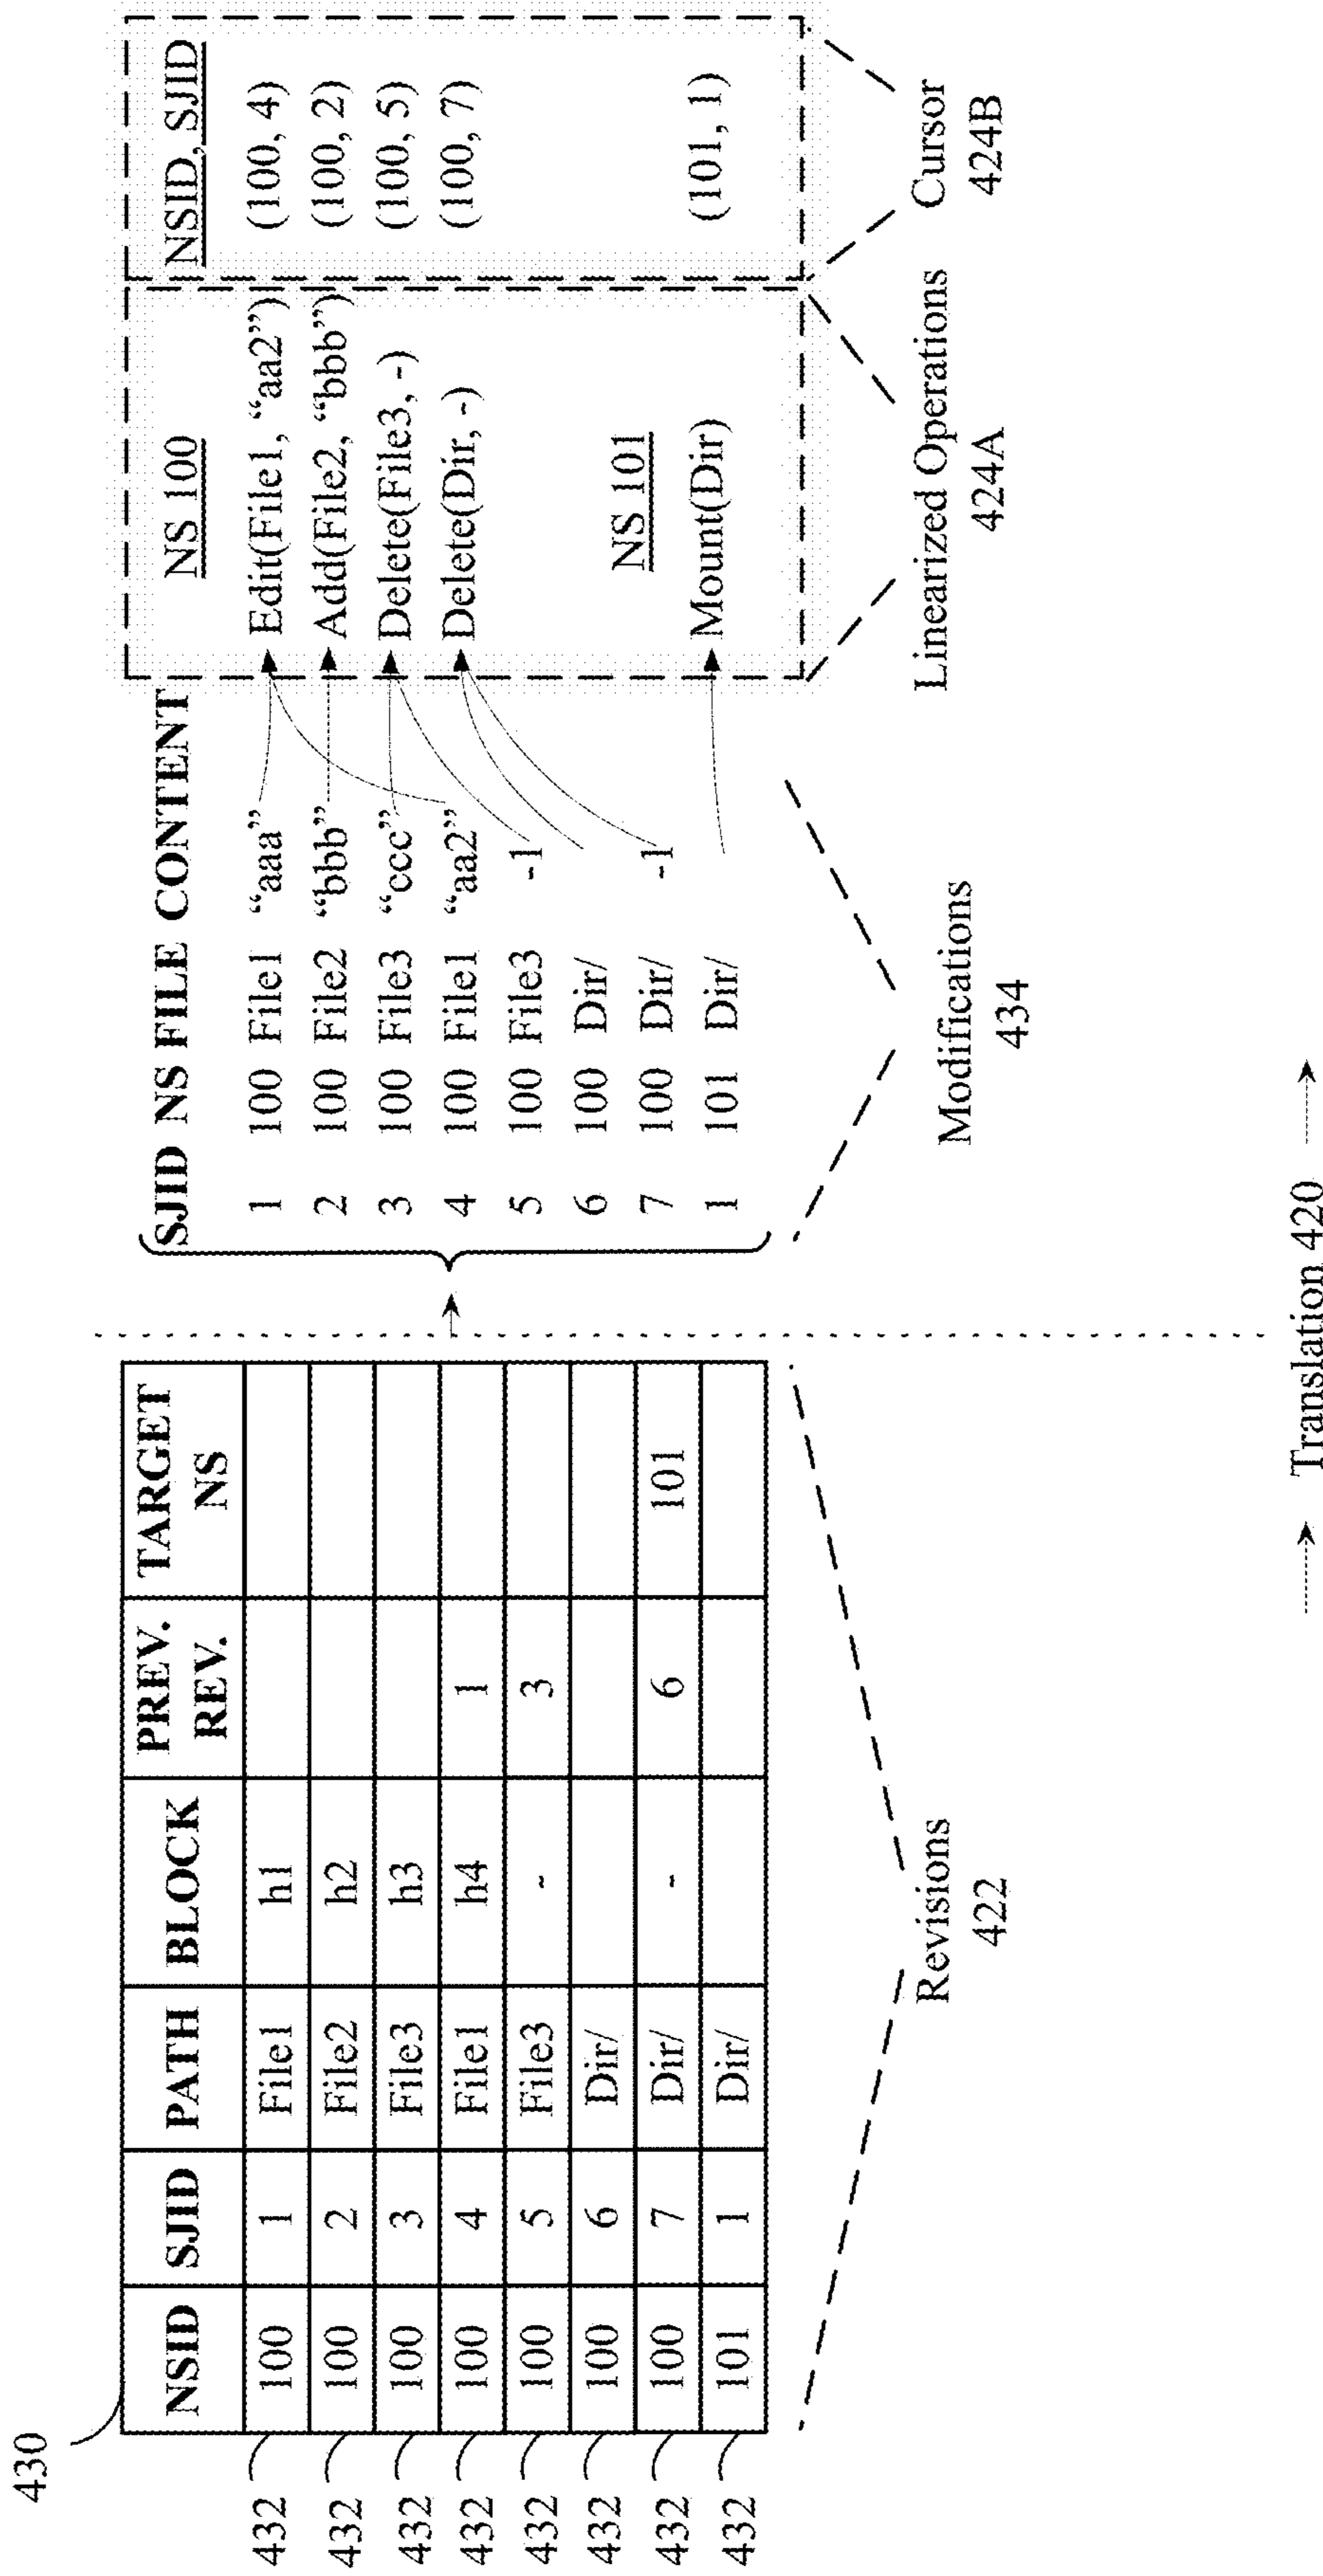 430
NSID SJID PATH BLOCK PREV. REV. TARGET NS
432 100 1 File1 h1
432 100 2 File2 h2
432 100 3 File3 h3
432 100 4 File1 h4 1
432 100 5 File3 - 3
432 100 6 Dir/
432 100 7 Dir/ - 6 101
432 101 1 Dir/
Revisions
422
SJID NS FILE CONTENT
1 100 File1 “aaa”
2 100 File2 “bbb”
3 100 File3 “ccc”
4 100 File1 “aa2”
5 100 File3 -1
6 100 Dir/
7 100 Dir/ -1
1 101 Dir/
Modifications
434
NS 100
Edit(File1, “aa2”)
Add(File2, “bbb”)
Delete(File3, -)
Delete(Dir, -)
NS 101
Mount(Dir)
Linearized Operations
424A
NSID, SJID
(100, 4)
(100, 2)
(100, 5)
(100, 7)
(101, 1)
Cursor
424B
Translation 420